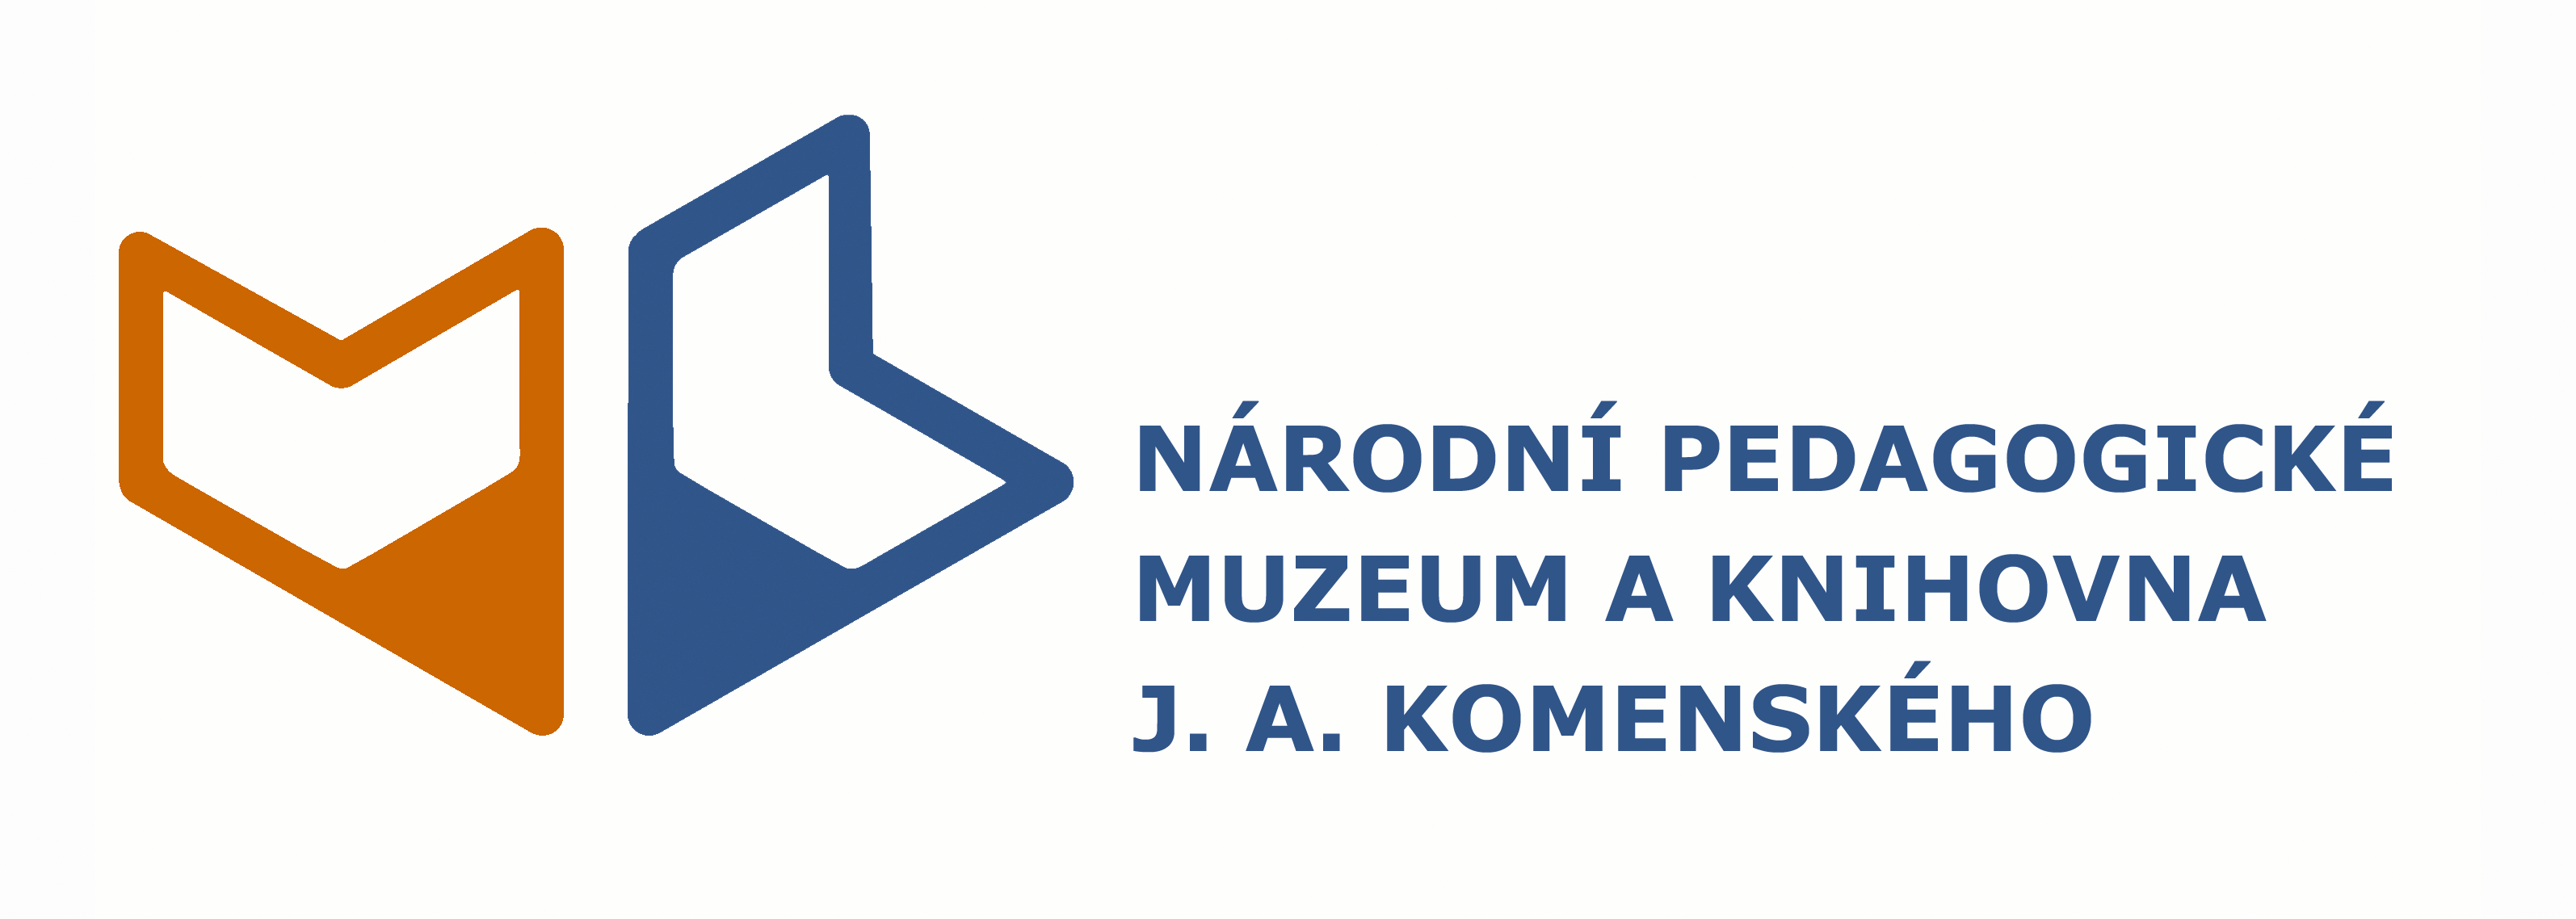 NÁRODNÍ PEDAGOGICKÉ
MUZEUM A KNIHOVNA
J. A. KOMENSKÉHO